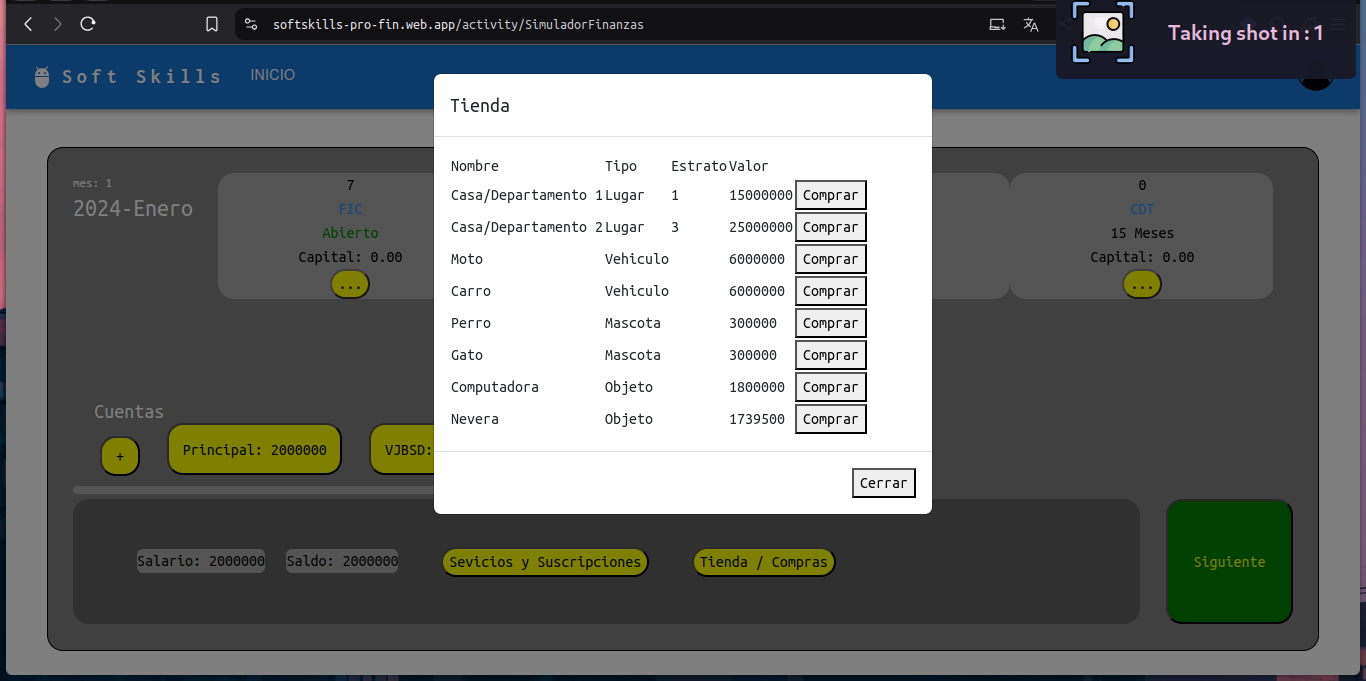 softskills-pro-fin.web.app/activity/SimuladorFinanzas
Taking shot in : 1
Soft Skills
INICIO
Tienda
Nombre Tipo Estrato Valor
Casa/Departamento 1 Lugar 1 15000000 Comprar
Casa/Departamento 2 Lugar 3 25000000 Comprar
Moto Vehiculo 6000000 Comprar
Carro Vehiculo 6000000 Comprar
Perro Mascota 300000 Comprar
Gato Mascota 300000 Comprar
Computadora Objeto 1800000 Comprar
Nevera Objeto 1739500 Comprar
Cerrar
mes: 1
2024-Enero
7
FIC
Abierto
Capital: 0.00
...
0
CDT
15 Meses
Capital: 0.00
...
Cuentas
+
Principal: 2000000
VJBSD:
Salario: 2000000
Saldo: 2000000
Sevicios y Suscripciones
Tienda / Compras
Siguiente